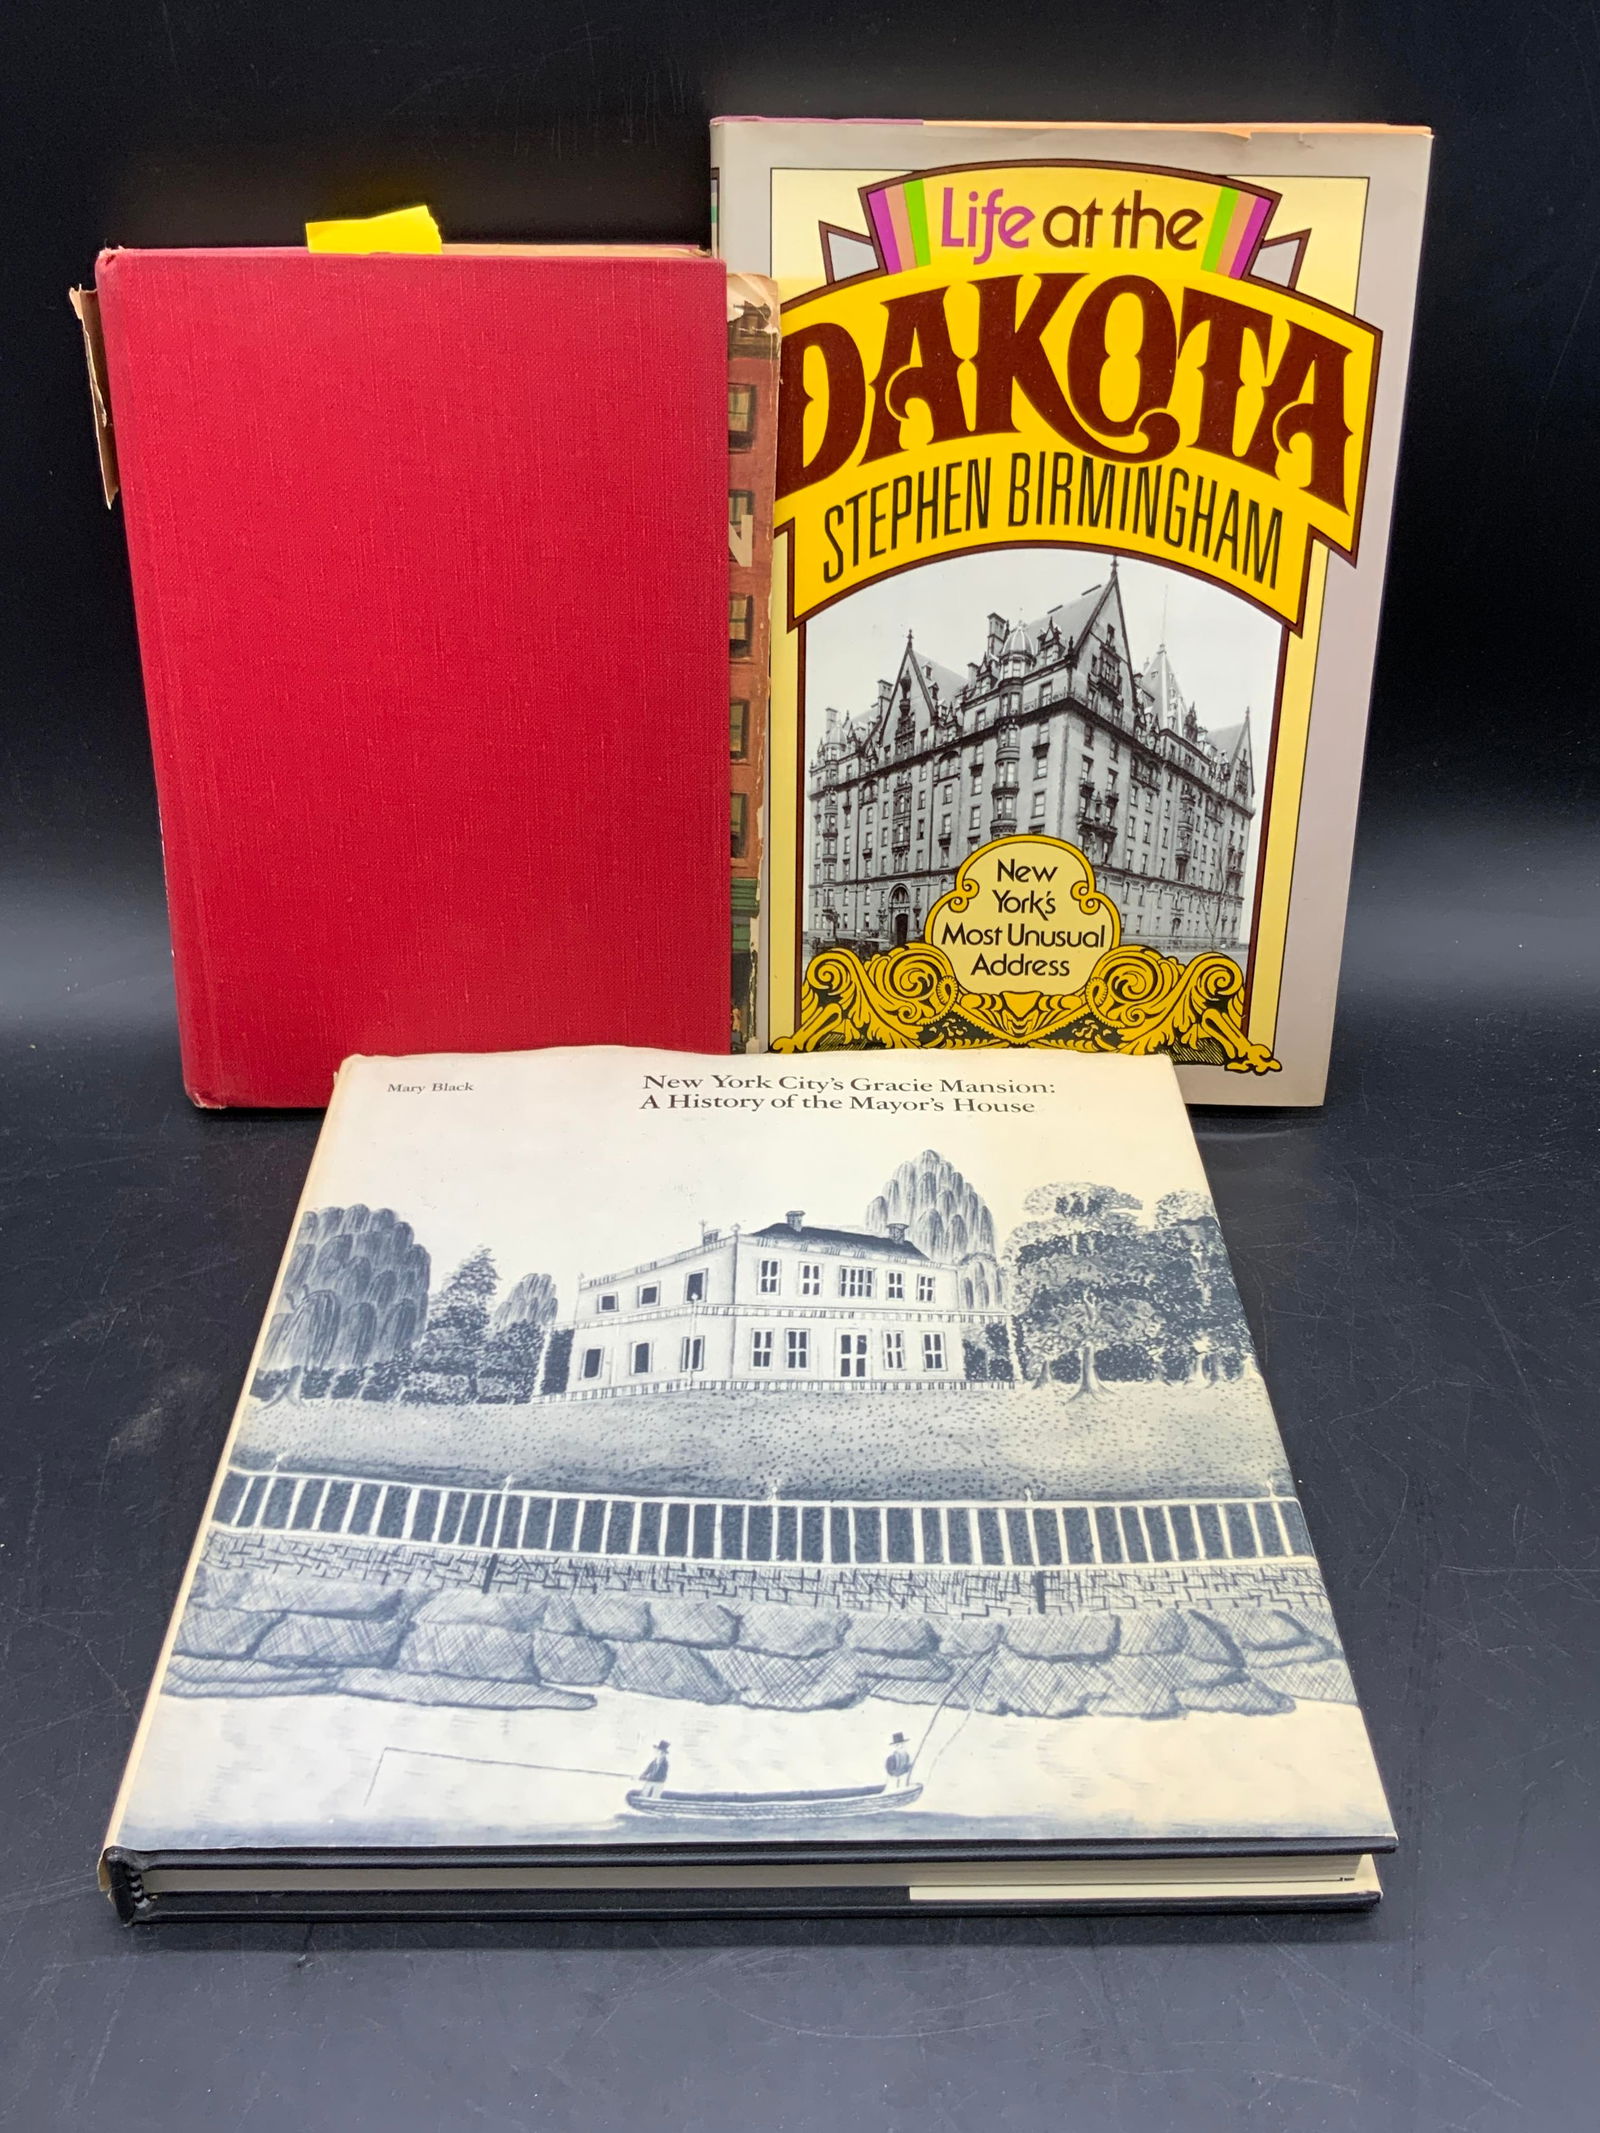 Life at the
DAKOTA
STEPHEN BIRMINGHAM
New
York's
Most Unusual
Address
N
Mary Black
New York City's Gracie Mansion:
A History of the Mayor's House